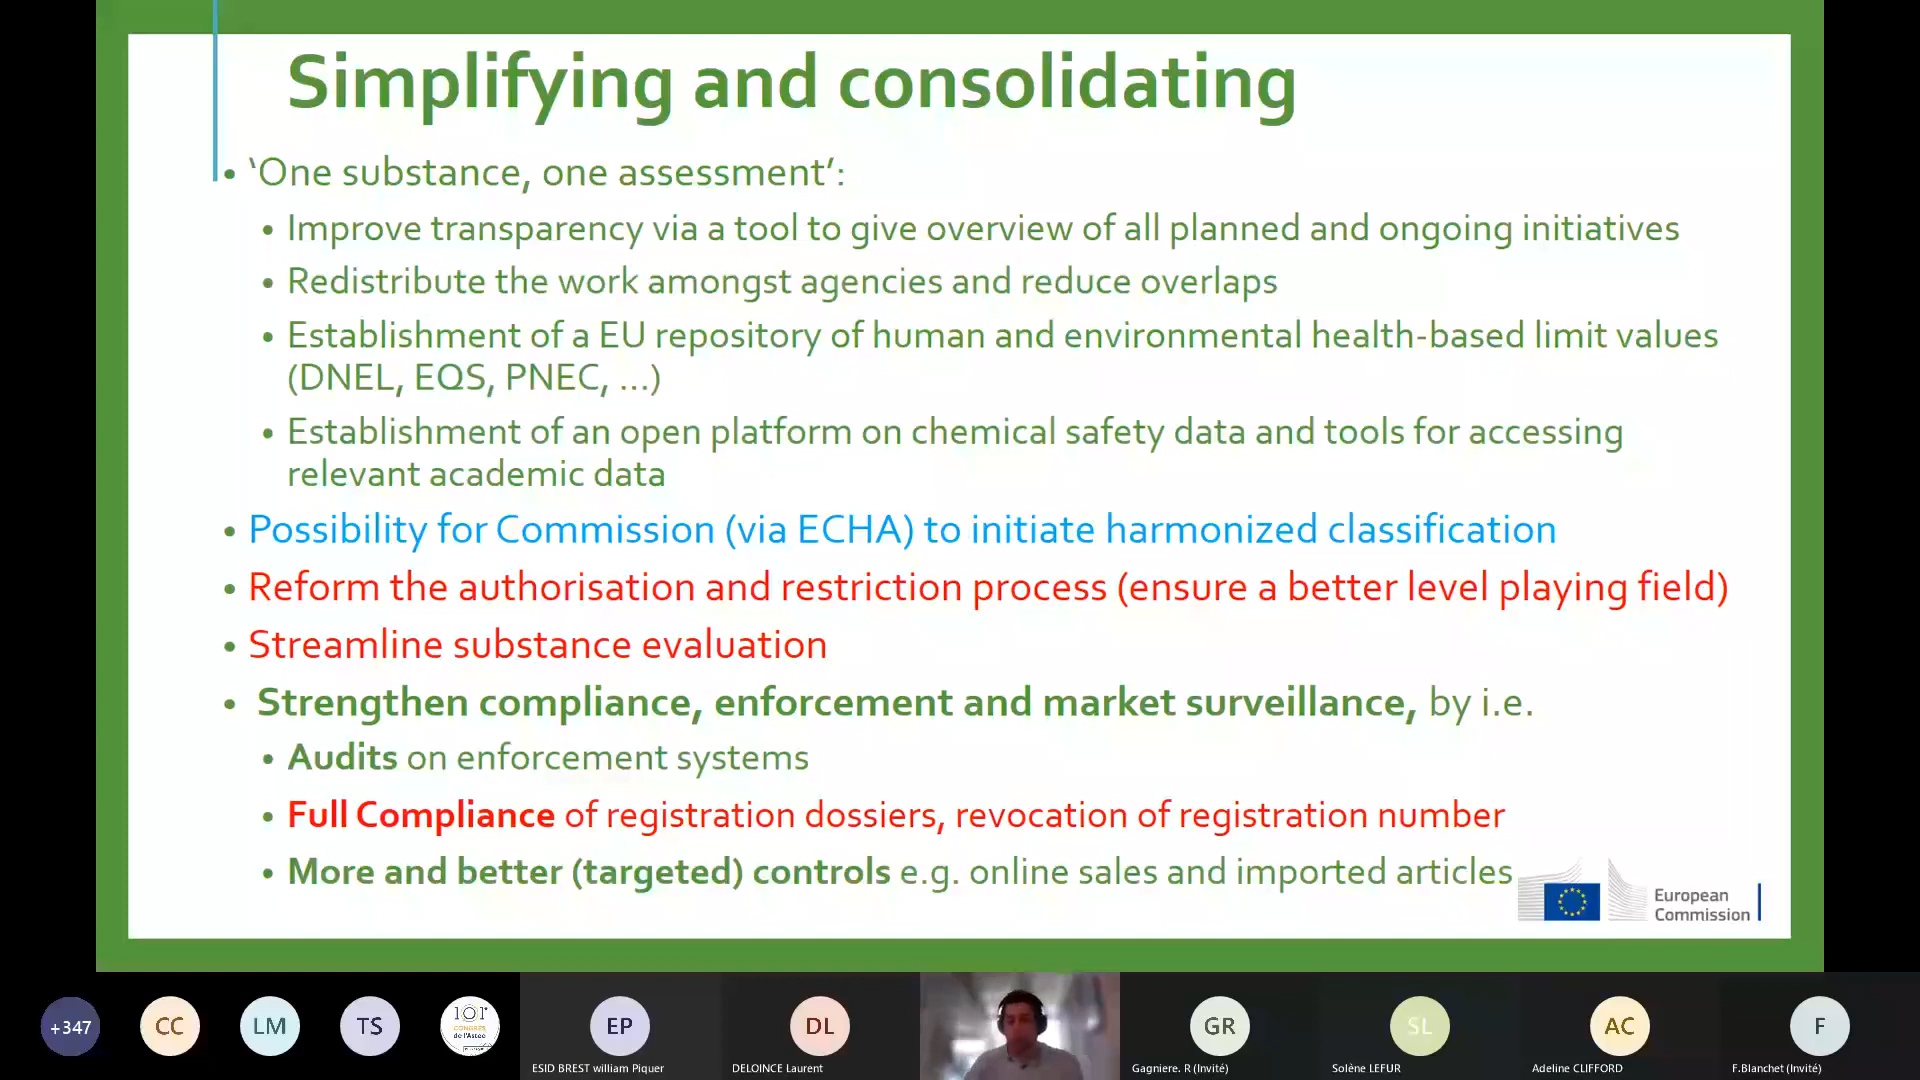 Simplifying and consolidating
• ‘One substance, one assessment’:
• Improve transparency via a tool to give overview of all planned and ongoing initiatives
• Redistribute the work amongst agencies and reduce overlaps
• Establishment of a EU repository of human and environmental health-based limit values
(DNEL, EQS, PNEC, ...)
• Establishment of an open platform on chemical safety data and tools for accessing
relevant academic data
• Possibility for Commission (via ECHA) to initiate harmonized classification
• Reform the authorisation and restriction process (ensure a better level playing field)
• Streamline substance evaluation
• Strengthen compliance, enforcement and market surveillance, by i.e.
• Audits on enforcement systems
• Full Compliance of registration dossiers, revocation of registration number
• More and better (targeted) controls e.g. online sales and imported articles
European
Commission
+347
CC
LM
TS
101e
CONGRÈS
de l'Astee
EP
DL
GR
SL
AC
F
ESID BREST william Piquer
DELOINCE Laurent
Gagniere. R (Invité)
Solène LEFUR
Adeline CLIFFORD
F.Blanchet (Invité)